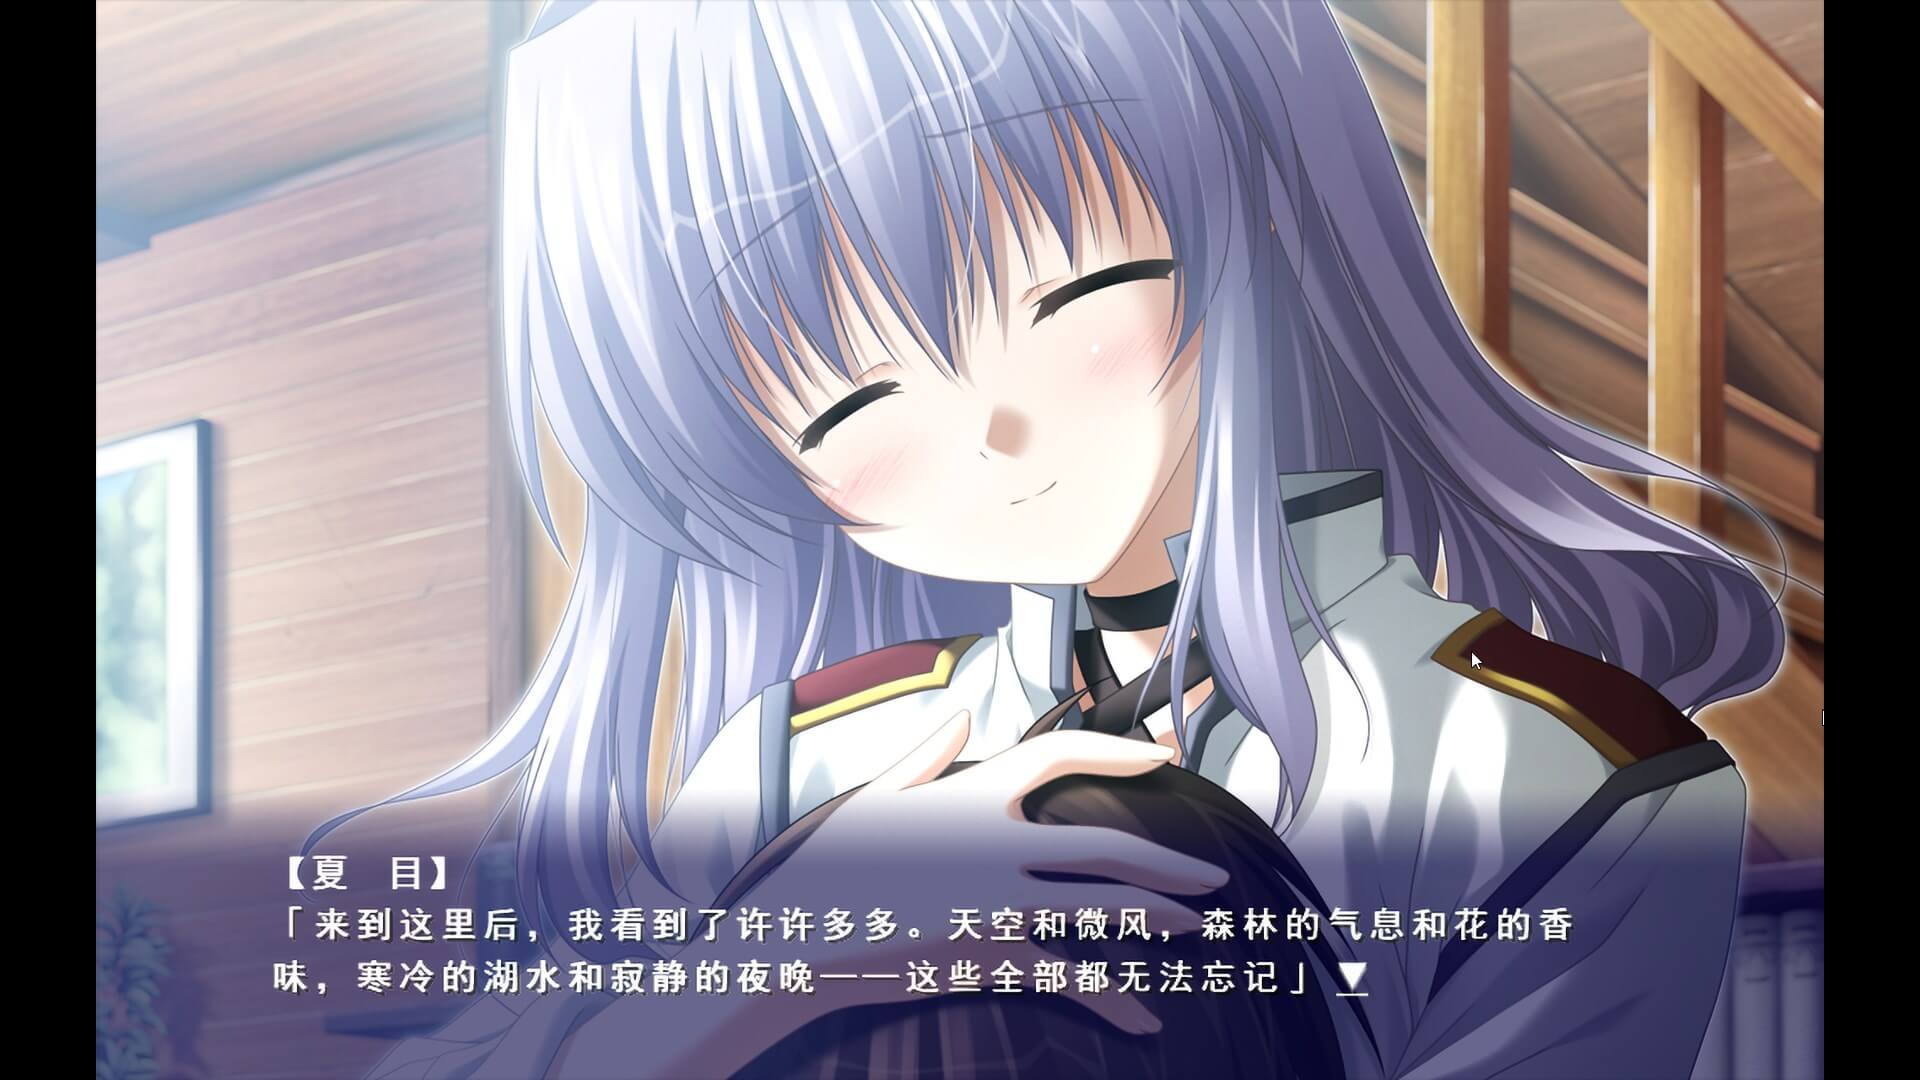 【夏　目】
「来到这里后，我看到了许许多多。天空和微风，森林的气息和花的香
味，寒冷的湖水和寂静的夜晚——这些全部都无法忘记」